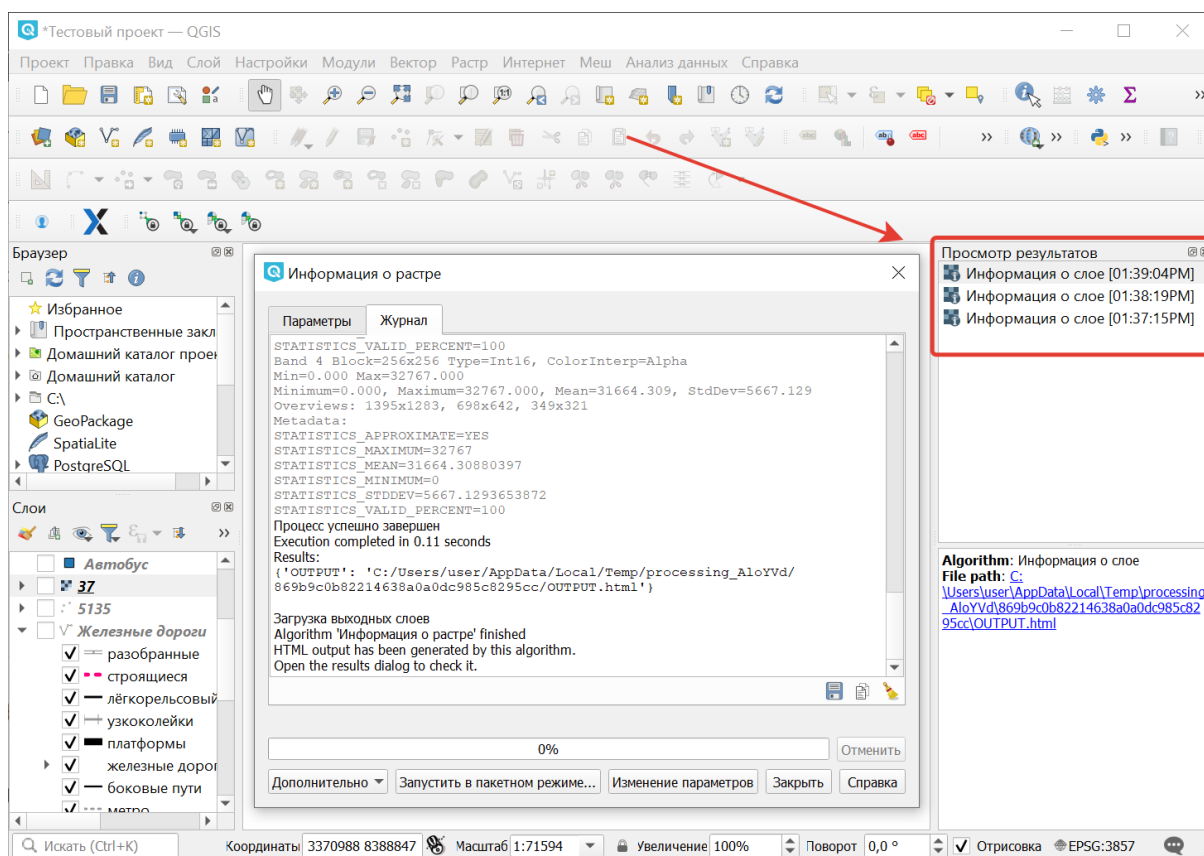 *Тестовый проект — QGIS
Проект Правка Вид Слой Настройки Модули Вектор Растр Интернет Меш Анализ данных Справка
Браузер
Избранное
Пространственные закл
Домашний каталог проек
Домашний каталог
C:\
GeoPackage
SpatiaLite
PostgreSQL
Слои
Автобус
37
5135
Железные дороги
разобранные
строящиеся
лёгкорельсовый
узкоколейки
платформы
железные дорог
боковые пути
метро
Информация о растре
Параметры Журнал
STATISTICS_VALID_PERCENT=100
Band 4 Block=256x256 Type=Int16, ColorInterp=Alpha
Min=0.000 Max=32767.000
Minimum=0.000, Maximum=32767.000, Mean=31664.309, StdDev=5667.129
Overviews: 1395x1283, 698x642, 349x321
Metadata:
STATISTICS_APPROXIMATE=YES
STATISTICS_MAXIMUM=32767
STATISTICS_MEAN=31664.30880397
STATISTICS_MINIMUM=0
STATISTICS_STDDEV=5667.1293653872
STATISTICS_VALID_PERCENT=100
Процесс успешно завершен
Execution completed in 0.11 seconds
Results:
{'OUTPUT': 'C:/Users/user/AppData/Local/Temp/processing_AloYVd/
869b9c0b82214638a0a0dc985c8295cc/OUTPUT.html'}
Загрузка выходных слоев
Algorithm 'Информация о растре' finished
HTML output has been generated by this algorithm.
Open the results dialog to check it.
0%
Отменить
Дополнительно Запустить в пакетном режиме... Изменение параметров Закрыть Справка
Просмотр результатов
Информация о слое [01:39:04PM]
Информация о слое [01:38:19PM]
Информация о слое [01:37:15PM]
Algorithm: Информация о слое
File path: C:
\Users\user\AppData\Local\Temp\processing
_AloYVd\869b9c0b82214638a0a0dc985c82
95cc\OUTPUT.html
Искать (Ctrl+K) Координаты 3370988 8388847 Масштаб 1:71594 Увеличение 100% Поворот 0,0 ° Отрисовка EPSG:3857